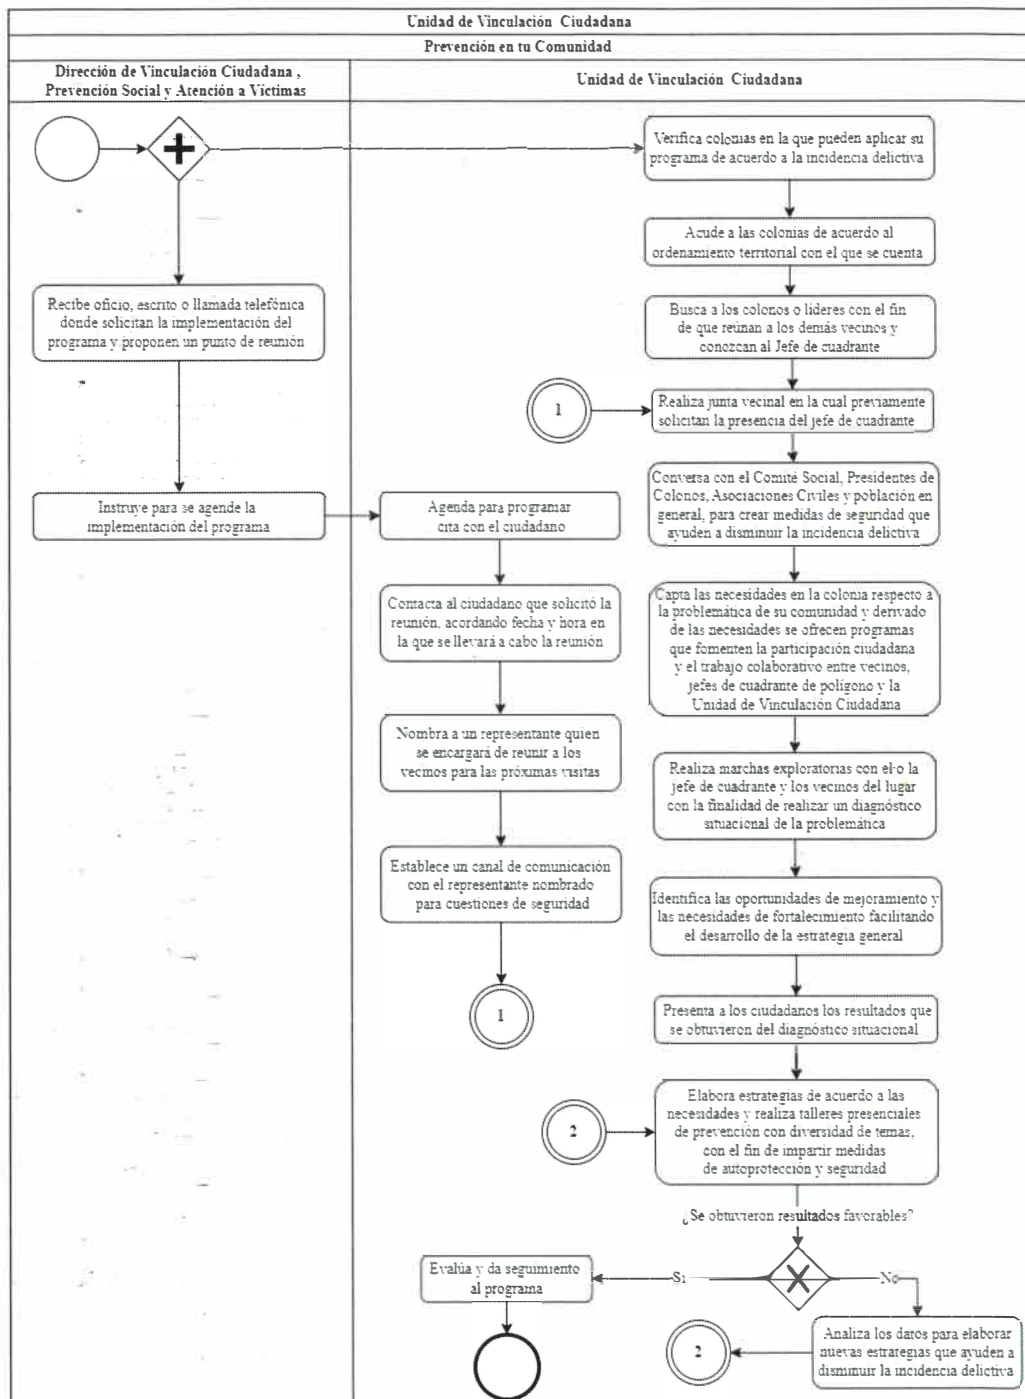 Unidad de Vinculación Ciudadana
Prevención en tu Comunidad
Dirección de Vinculación Ciudadana ,
Prevención Social y Atención a Víctimas
Unidad de Vinculación Ciudadana
Verifica colonias en la que pueden aplicar su
programa de acuerdo a la incidencia delictiva
Acude a las colonias de acuerdo al
ordenamiento territorial con el que se cuenta
Recibe oficio, escrito o llamada telefónica
donde solicitan la implementación del
programa y proponen un punto de reunión
Busca a los colonos o líderes con el fin
de que reúnan a los demás vecinos y
conozcan al Jefe de cuadrante
1
Realiza junta vecinal en la cual previamente
solicitan la presencia del jefe de cuadrante
Conversa con el Comité Social, Presidentes de
Colonos, Asociaciones Civiles y población en
general, para crear medidas de seguridad que
ayuden a disminuir la incidencia delictiva
Instruye para se agende la
implementación del programa
Agenda para programar
cita con el ciudadano
Contacta al ciudadano que solicitó la
reunión, acordando fecha y hora en
la que se llevará a cabo la reunión
Capta las necesidades en la colonia respecto a
la problemática de su comunidad y derivado
de las necesidades se ofrecen programas
que fomenten la participación ciudadana
y el trabajo colaborativo entre vecinos,
jefes de cuadrante de polígono y la
Unidad de Vinculación Ciudadana
Nombra a un representante quien
se encargará de reunir a los
vecinos para las próximas visitas
Realiza marchas exploratorias con el/o la
jefe de cuadrante y los vecinos del lugar
con la finalidad de realizar un diagnóstico
situacional de la problemática
Establece un canal de comunicación
con el representante nombrado
para cuestiones de seguridad
Identifica las oportunidades de mejoramiento y
las necesidades de fortalecimiento facilitando
el desarrollo de la estrategia general
1
Presenta a los ciudadanos los resultados que
se obtuvieron del diagnóstico situacional
2
Elabora estrategias de acuerdo a las
necesidades y realiza talleres presenciales
de prevención con diversidad de temas,
con el fin de impartir medidas
de autoprotección y seguridad
¿Se obtuvieron resultados favorables?
Evalúa y da seguimiento
al programa
Si
No
2
Analiza los datos para elaborar
nuevas estrategias que ayuden a
disminuir la incidencia delictiva